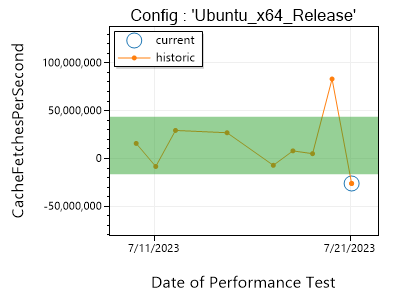 Config : 'Ubuntu_x64_Release'
current
historic
100,000,000
50,000,000
0
-50,000,000
CacheFetchesPerSecond
7/11/2023
7/21/2023
Date of Performance Test